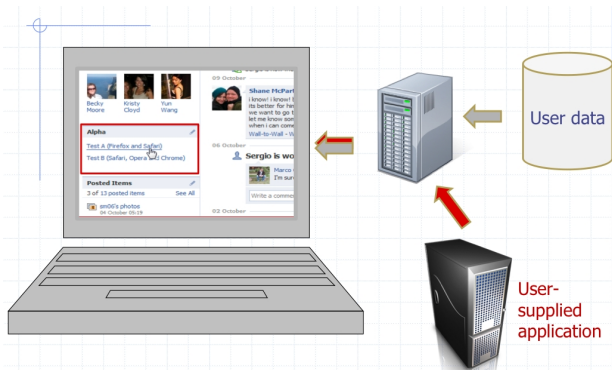 Becky Moore
Kristy Cloyd
Yun Wang
Alpha
Test A (Firefox and Safari)
Test B (Safari, Opera and Chrome)
Posted Items
3 of 13 posted items
See All
sm06's photos
04 October 05:19
09 October
Shane McPart
i know! i know! I
its better for her
we want to go t
let me know som
when i can come
Wall-to-Wall - W
06 October
Sergio is wo
Marco
I'm sur
Write a comme
02 October
User data
User-
supplied
application